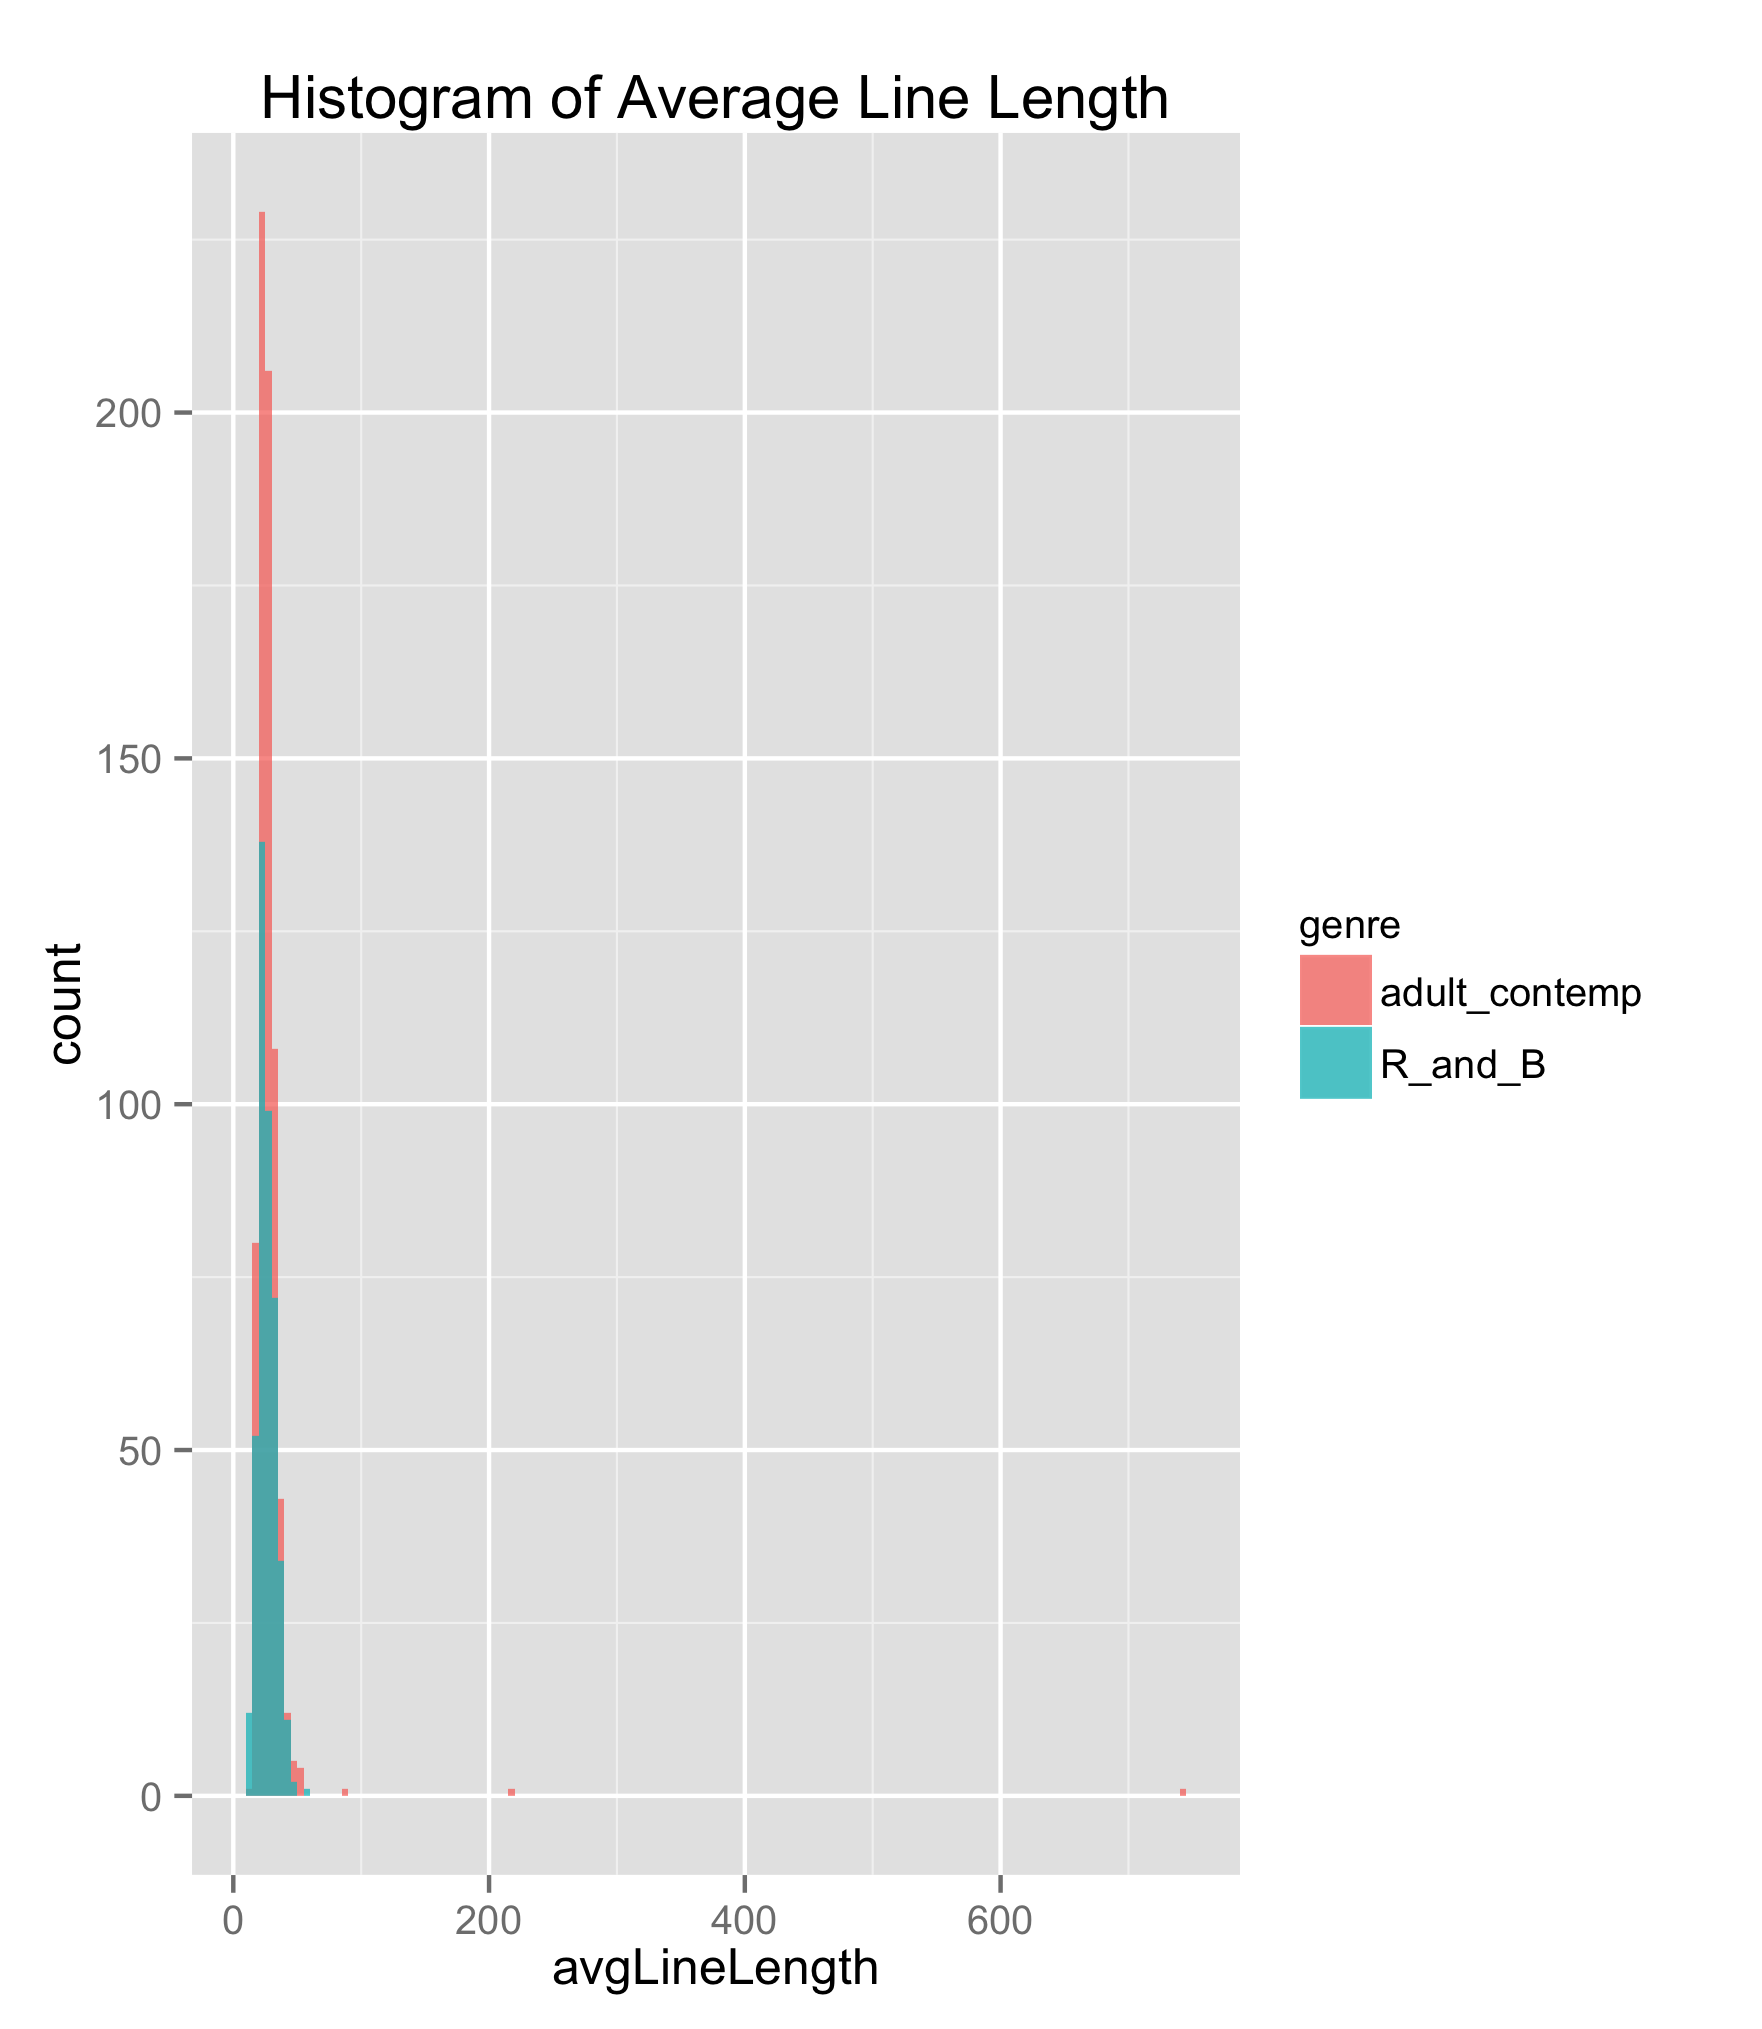 Histogram of Average Line Length
count
200
150
100
50
0
0 200 400 600
avgLineLength
genre
adult_contemp
R_and_B